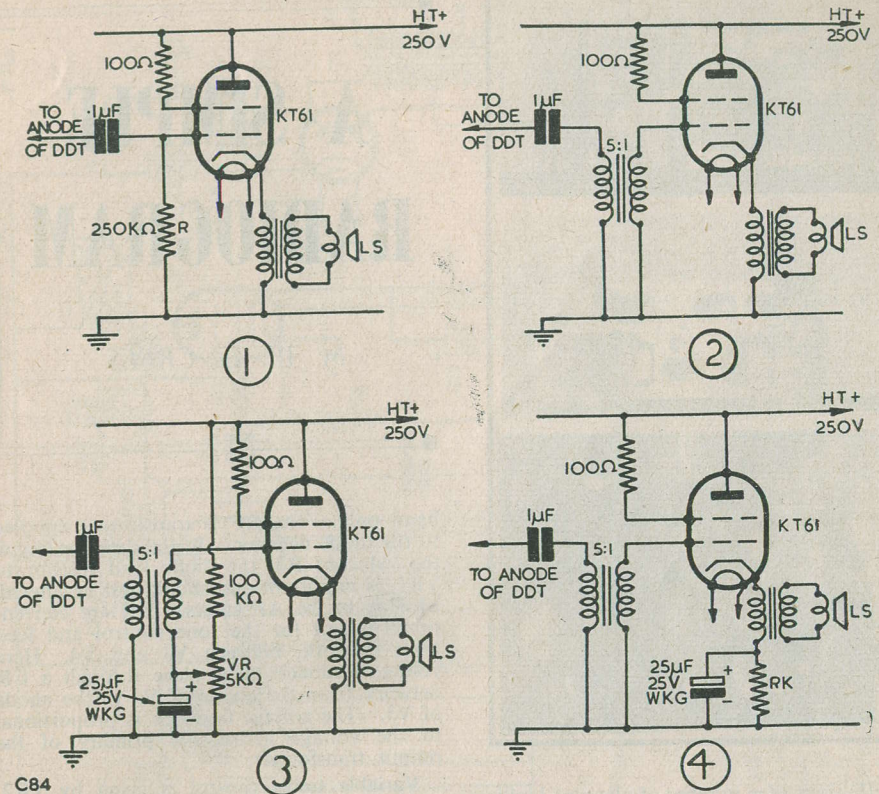 HT+
250V
100Ω
KT61
·1µF
TO
ANODE
OF DDT
250KΩ R
LS
1
HT+
250V
100Ω
KT61
TO
ANODE
OF DDT
1µF
5:1
LS
2
HT+
250V
100Ω
KT61
1µF
5:1
TO ANODE
OF DDT
100
KΩ
VR
5KΩ
25µF
25V
WKG
+
-
LS
3
HT+
250V
100Ω
KT61
1µF
5:1
TO ANODE
OF DDT
LS
25µF
25V
WKG
+
-
RK
4
C84